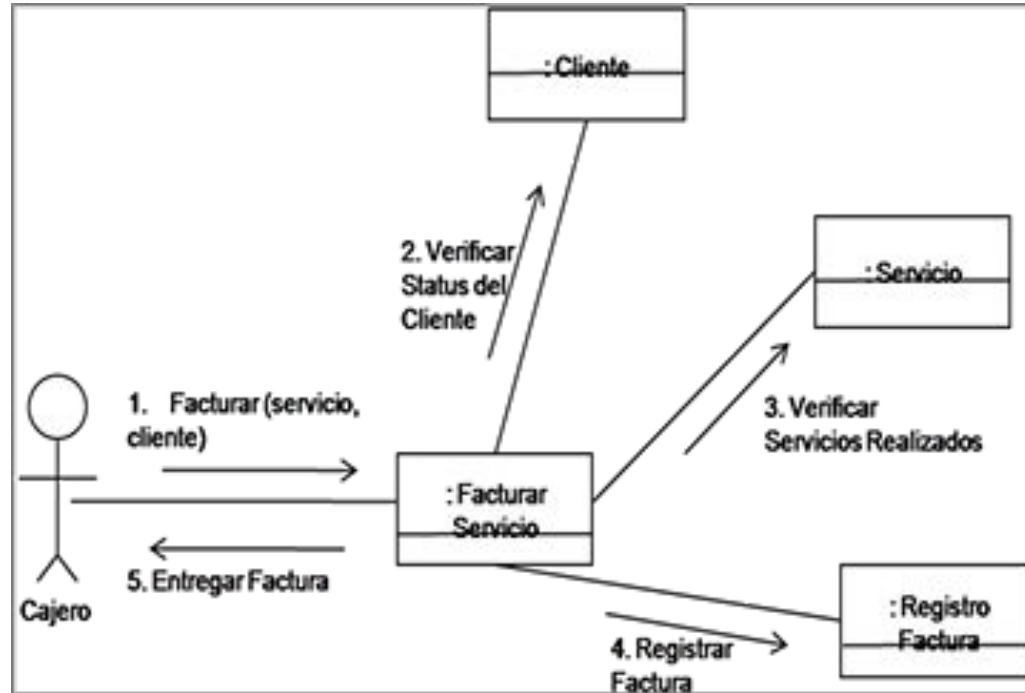 : Cliente
2. Verificar
Status del
Cliente
: Servicio
1. Facturar (servicio,
cliente)
3. Verificar
Servicios Realizados
: Facturar
Servicio
5. Entregar Factura
Cajero
: Registro
Factura
4. Registrar
Factura